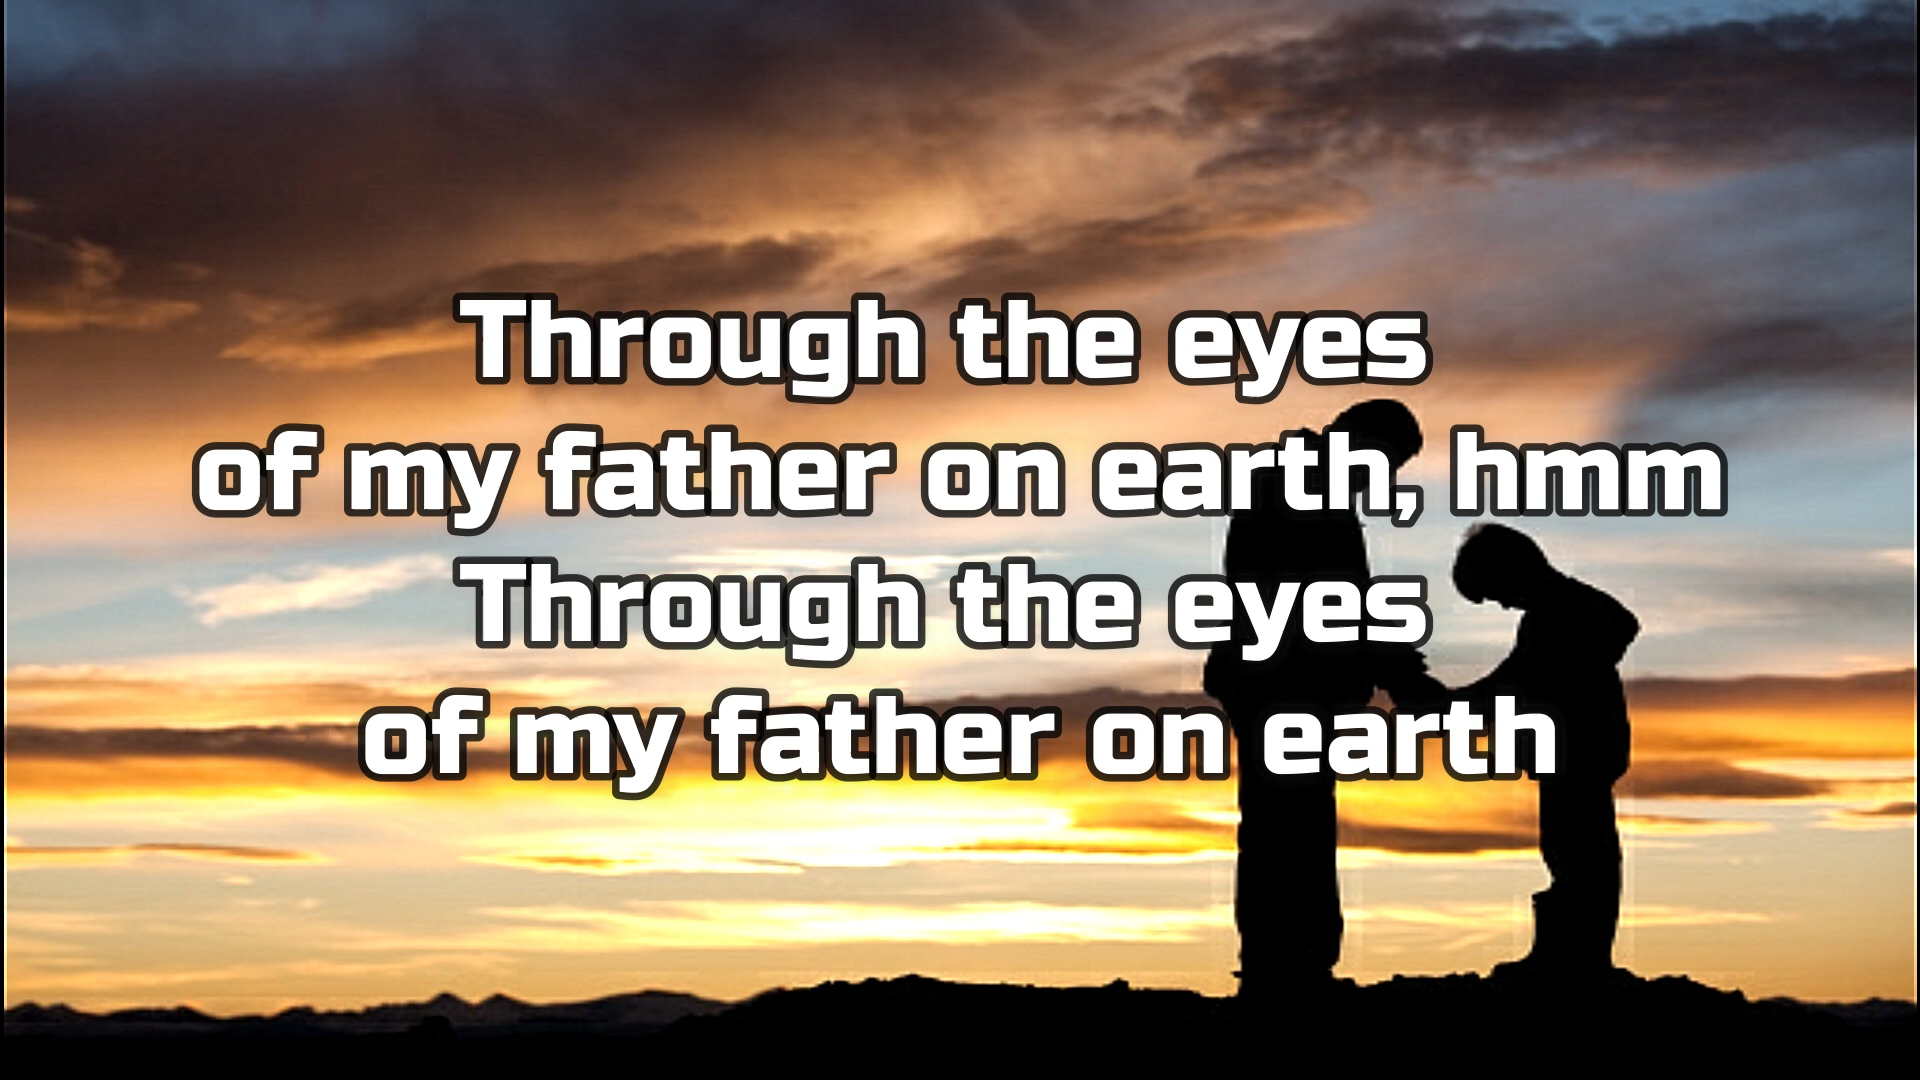 Through the eyes
of my father on earth, hmm
Through the eyes
of my father on earth